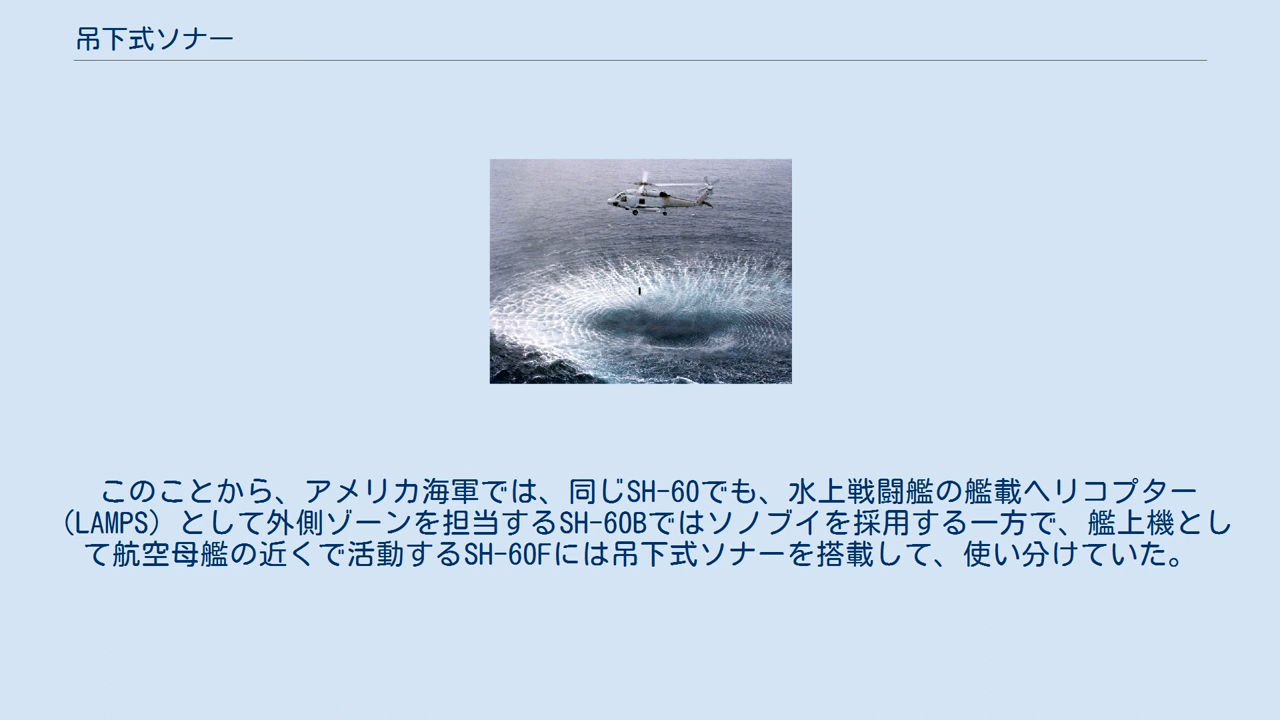 吊下式ソナー
このことから、アメリカ海軍では、同じSH-60でも、水上戦闘艦の艦載ヘリコプター
（LAMPS）として外側ゾーンを担当するSH-60Bではソノブイを採用する一方で、艦上機とし
て航空母艦の近くで活動するSH-60Fには吊下式ソナーを搭載して、使い分けていた。